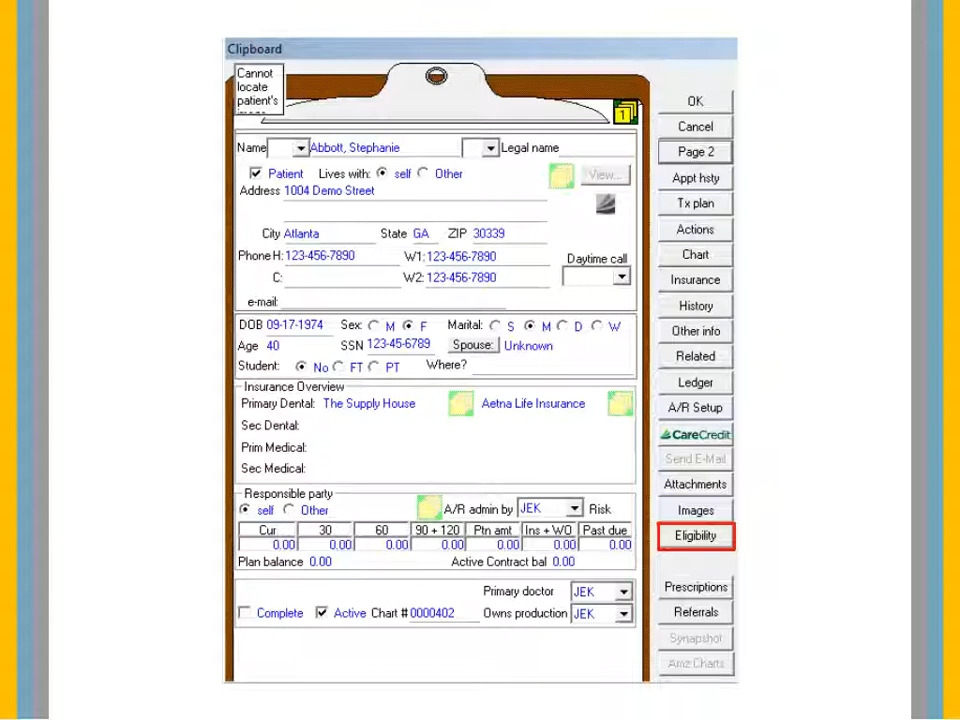 Clipboard
Cannot
locate
patient's
1
OK
Name Abbott, Stephanie Legal name
Cancel
Page 2
Patient Lives with: self Other View...
Appt hsty
Address 1004 Demo Street
Tx plan
City Atlanta State GA ZIP 30339
Actions
Phone H: 123-456-7890 W1: 123-456-7890 Daytime call
Chart
C: W2: 123-456-7890
Insurance
e-mail:
History
DOB 09-17-1974 Sex: M F Marital: S M D W
Other info
Age 40 SSN 123-45-6789 Spouse: Unknown
Related
Student: No FT PT Where?
Ledger
Insurance Overview
Primary Dental: The Supply House Aetna Life Insurance
A/R Setup
Sec Dental:
CareCredit
Prim Medical:
Send E-Mail
Sec Medical:
Attachments
Responsible party
self Other A/R admin by JEK Risk
Images
Cur 30 60 90 + 120 Ptn amt Ins + WO Past due
Eligibility
0.00 0.00 0.00 0.00 0.00 0.00 0.00
Plan balance 0.00 Active Contract bal 0.00
Primary doctor JEK
Prescriptions
Complete Active Chart # 0000402 Owns production JEK
Referrals
Synapshot
Amz Charts